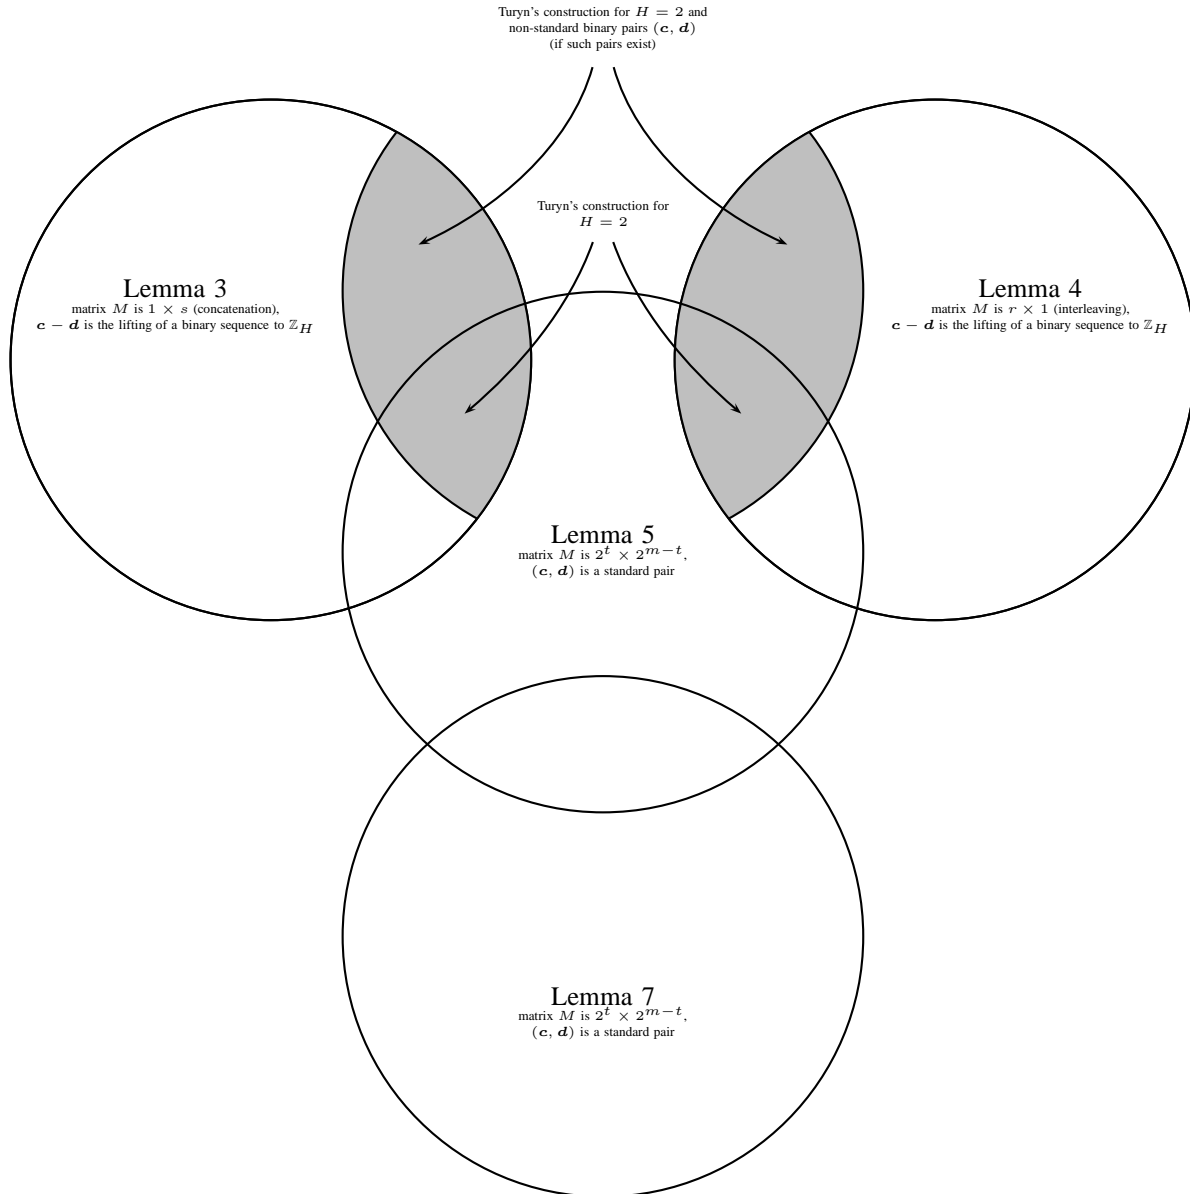 Turyn's construction for H = 2 and
non-standard binary pairs (c, d)
(if such pairs exist)
Turyn's construction for
H = 2
Lemma 3
matrix M is 1 × s (concatenation),
c − d is the lifting of a binary sequence to ℤ_H
Lemma 4
matrix M is r × 1 (interleaving),
c − d is the lifting of a binary sequence to ℤ_H
Lemma 5
matrix M is 2^t × 2^{m−t},
(c, d) is a standard pair
Lemma 7
matrix M is 2^t × 2^{m−t},
(c, d) is a standard pair